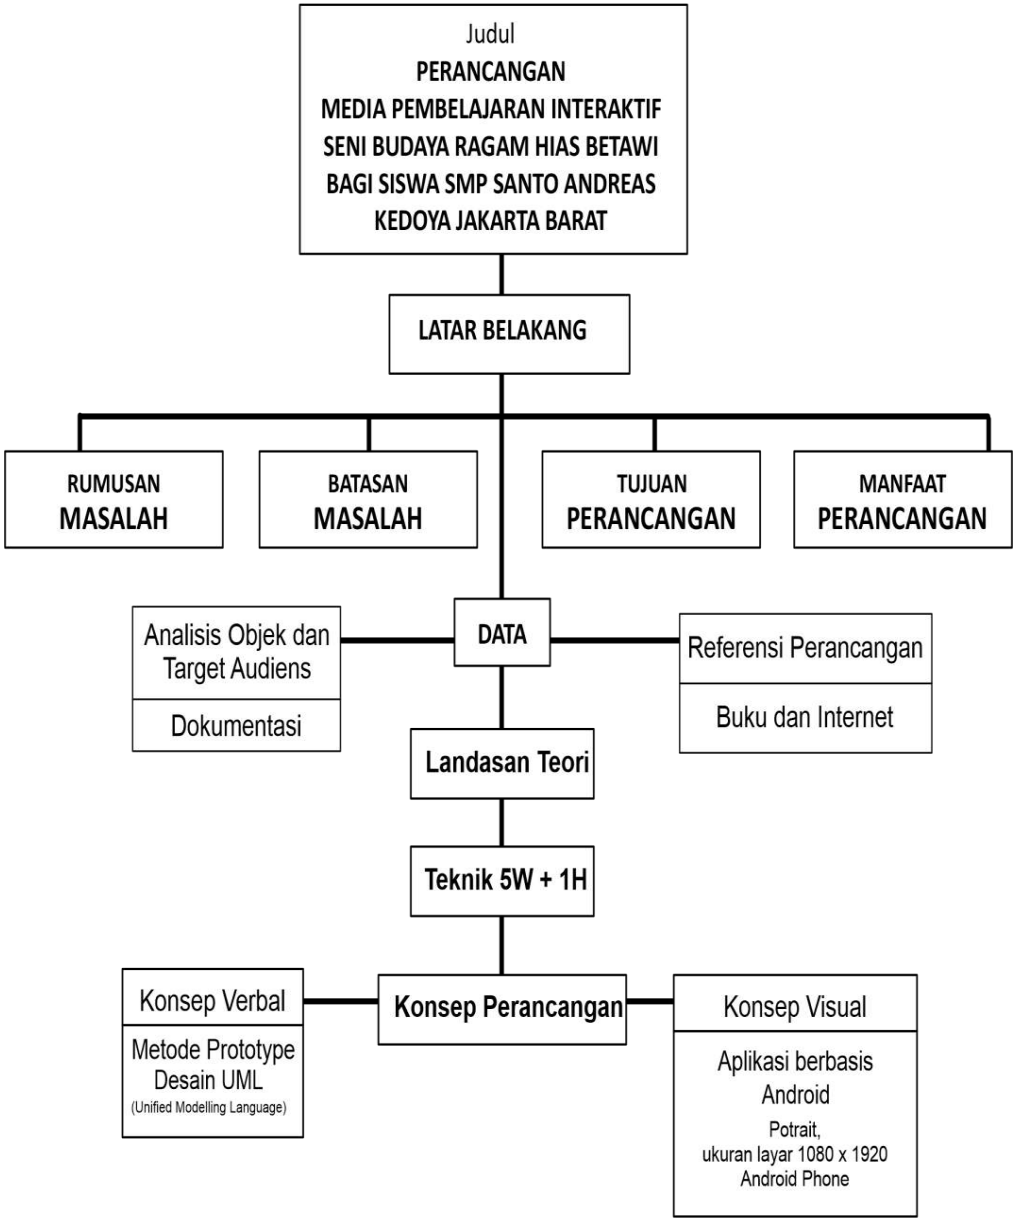 Judul
PERANCANGAN
MEDIA PEMBELAJARAN INTERAKTIF
SENI BUDAYA RAGAM HIAS BETAWI
BAGI SISWA SMP SANTO ANDREAS
KEDOYA JAKARTA BARAT
LATAR BELAKANG
RUMUSAN
MASALAH
BATASAN
MASALAH
TUJUAN
PERANCANGAN
MANFAAT
PERANCANGAN
Analisis Objek dan
Target Audiens
Dokumentasi
DATA
Referensi Perancangan
Buku dan Internet
Landasan Teori
Teknik 5W + 1H
Konsep Verbal
Metode Prototype
Desain UML
(Unified Modelling Language)
Konsep Perancangan
Konsep Visual
Aplikasi berbasis
Android
Potrait,
ukuran layar 1080 x 1920
Android Phone